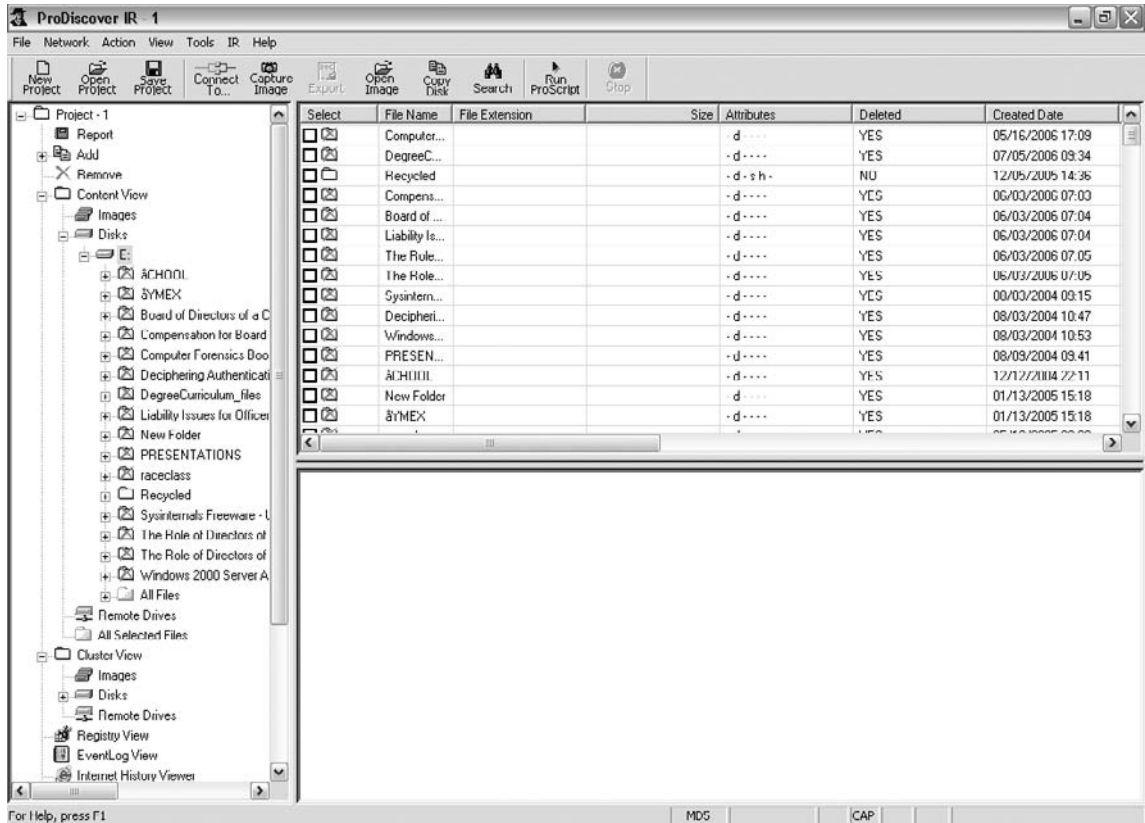 ProDiscover IR - 1
File Network Action View Tools IR Help
New Project Open Project Save Project Connect To... Capture Image Export Open Image Copy Disk Search Run ProScript Stop
Project - 1
Report
Add
Remove
Content View
Images
Disks
E:
åCHOOL
åYMEX
Board of Directors of a C
Compensation for Board
Computer Forensics Boo
Deciphering Authenticati
DegreeCurriculum_files
Liability Issues for Officer
New Folder
PRESENTATIONS
raceclass
Recycled
Sysinternals Freeware - U
The Role of Directors of
The Role of Directors of
Windows 2000 Server A
All Files
Remote Drives
All Selected Files
Cluster View
Images
Disks
Remote Drives
Registry View
EventLog View
Internet History Viewer
Select File Name File Extension Size Attributes Deleted Created Date
Computer... - d - - - - YES 05/16/2006 17:09
DegreeC... - d - - - - YES 07/05/2006 09:34
Recycled - d - s h - NO 12/05/2005 14:36
Compens... - d - - - - YES 06/03/2006 07:03
Board of ... - d - - - - YES 06/03/2006 07:04
Liability Is... - d - - - - YES 06/03/2006 07:04
The Role... - d - - - - YES 06/03/2006 07:05
The Role... - d - - - - YES 06/03/2006 07:05
Sysintern... - d - - - - YES 09:15
Decipheri... - d - - - - YES 08/03/2004 10:47
Windows... - d - - - - YES 08/03/2004 10:53
PRESEN... - d - - - - YES 08/09/2004 09:41
åCHOOL - d - - - - YES 12/12/2004 22:11
New Folder - d - - - - YES 01/13/2005 15:18
åYMEX - d - - - - YES 01/13/2005 15:18
For Help, press F1
MD5
CAP